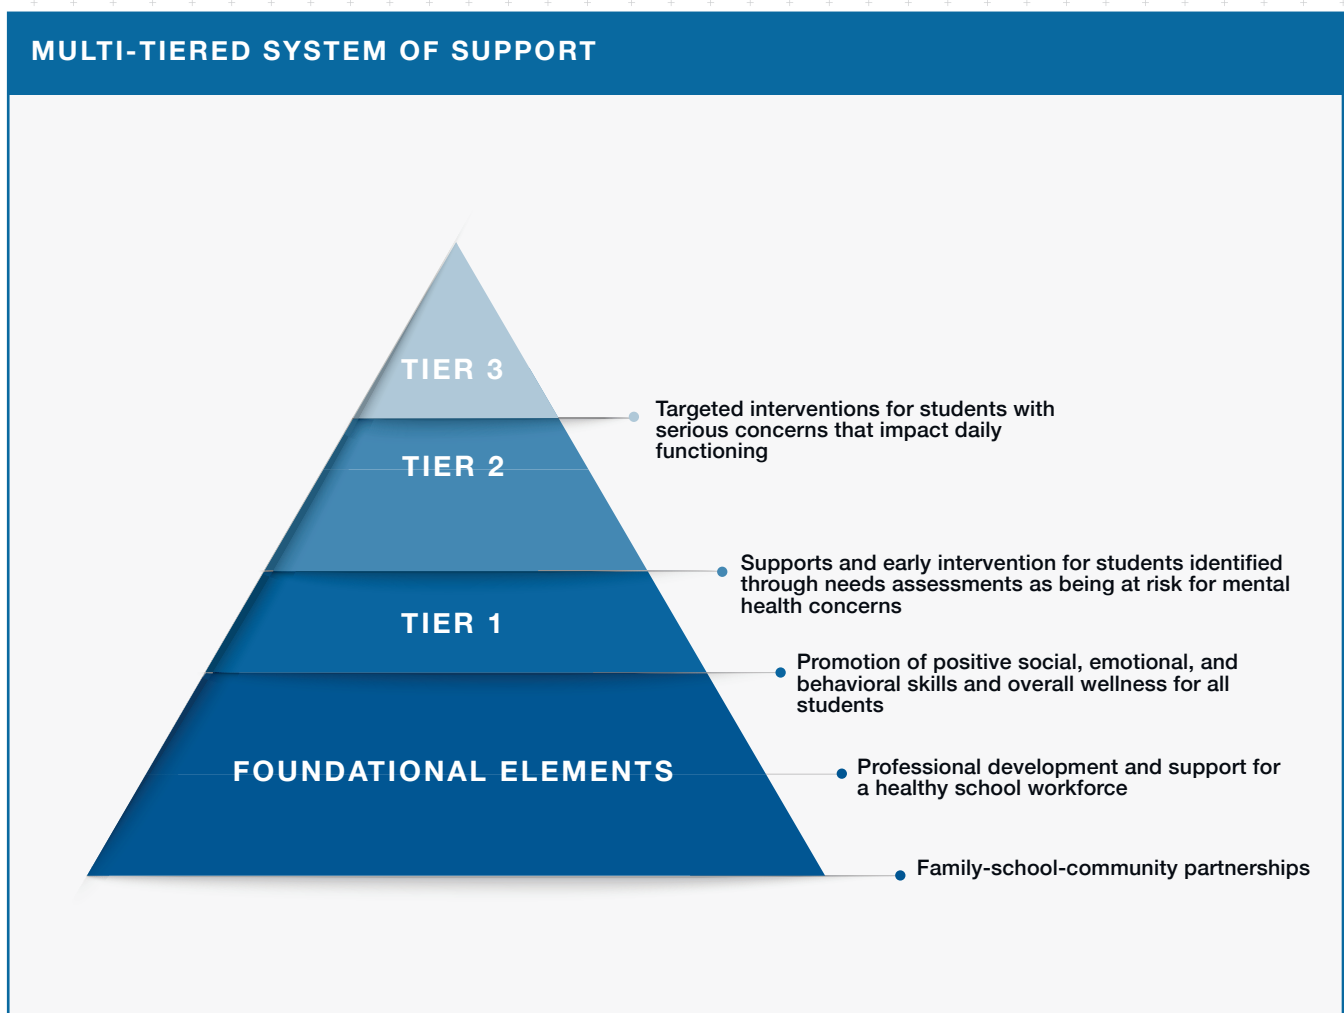 MULTI-TIERED SYSTEM OF SUPPORT
TIER 3
Targeted interventions for students with
serious concerns that impact daily
functioning
TIER 2
Supports and early intervention for students identified
through needs assessments as being at risk for mental
health concerns
TIER 1
Promotion of positive social, emotional, and
behavioral skills and overall wellness for all
students
FOUNDATIONAL ELEMENTS
Professional development and support for
a healthy school workforce
Family-school-community partnerships